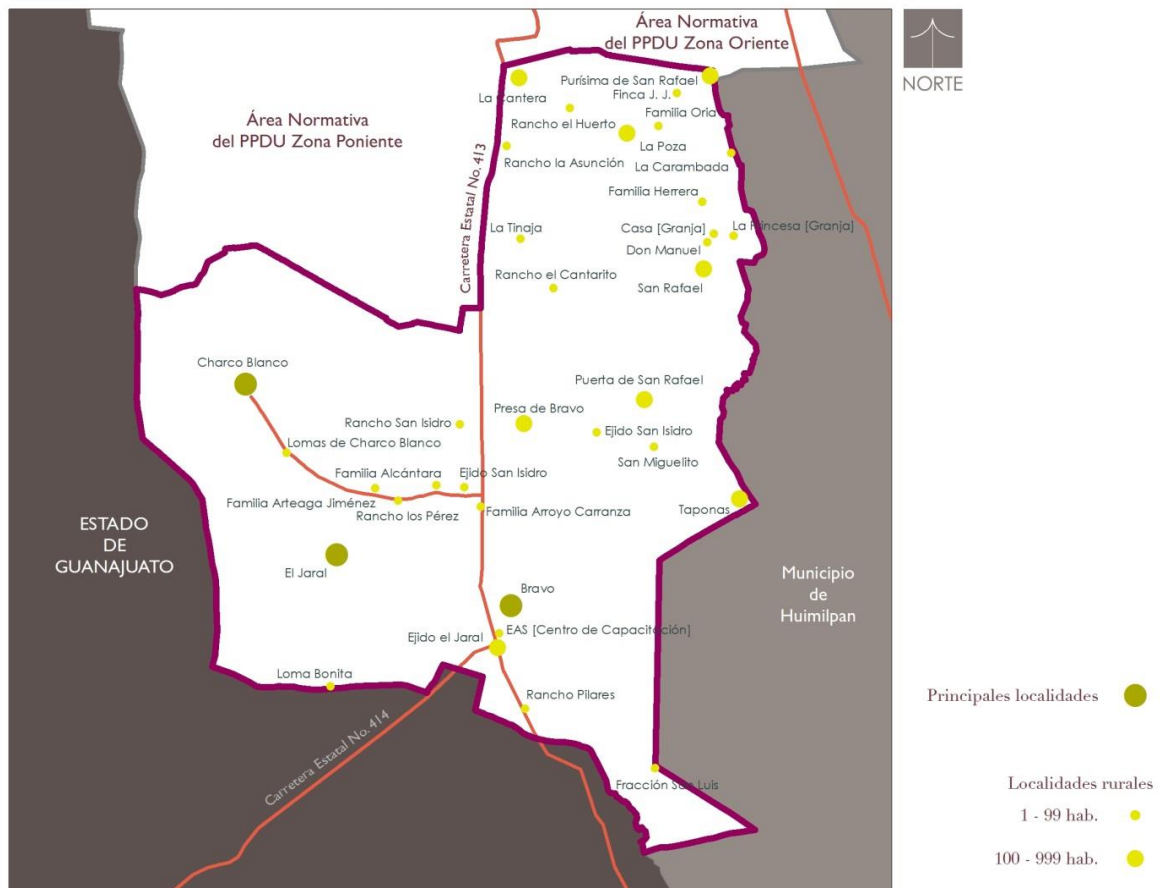 Área Normativa
del PPDU Zona Oriente
NORTE
Área Normativa
del PPDU Zona Poniente
Carretera Estatal No. 413
La Cantera
Purísima de San Rafael
Finca J. J.
Familia Oria
Rancho el Huerto
La Poza
Rancho la Asunción
La Carambada
Familia Herrera
La Tinaja
Casa [Granja]
La Princesa [Granja]
Don Manuel
Rancho el Cantarito
San Rafael
Charco Blanco
Puerta de San Rafael
Presa de Bravo
Rancho San Isidro
Ejido San Isidro
Lomas de Charco Blanco
San Miguelito
Familia Alcántara
Ejido San Isidro
Familia Arteaga Jiménez
Rancho los Pérez
Familia Arroyo Carranza
Taponas
ESTADO
DE
GUANAJUATO
El Jaral
Bravo
Municipio
de
Huimilpan
EAS [Centro de Capacitación]
Ejido el Jaral
Loma Bonita
Rancho Pilares
Carretera Estatal No. 414
Fracción San Luis
Principales localidades
Localidades rurales
1 - 99 hab.
100 - 999 hab.